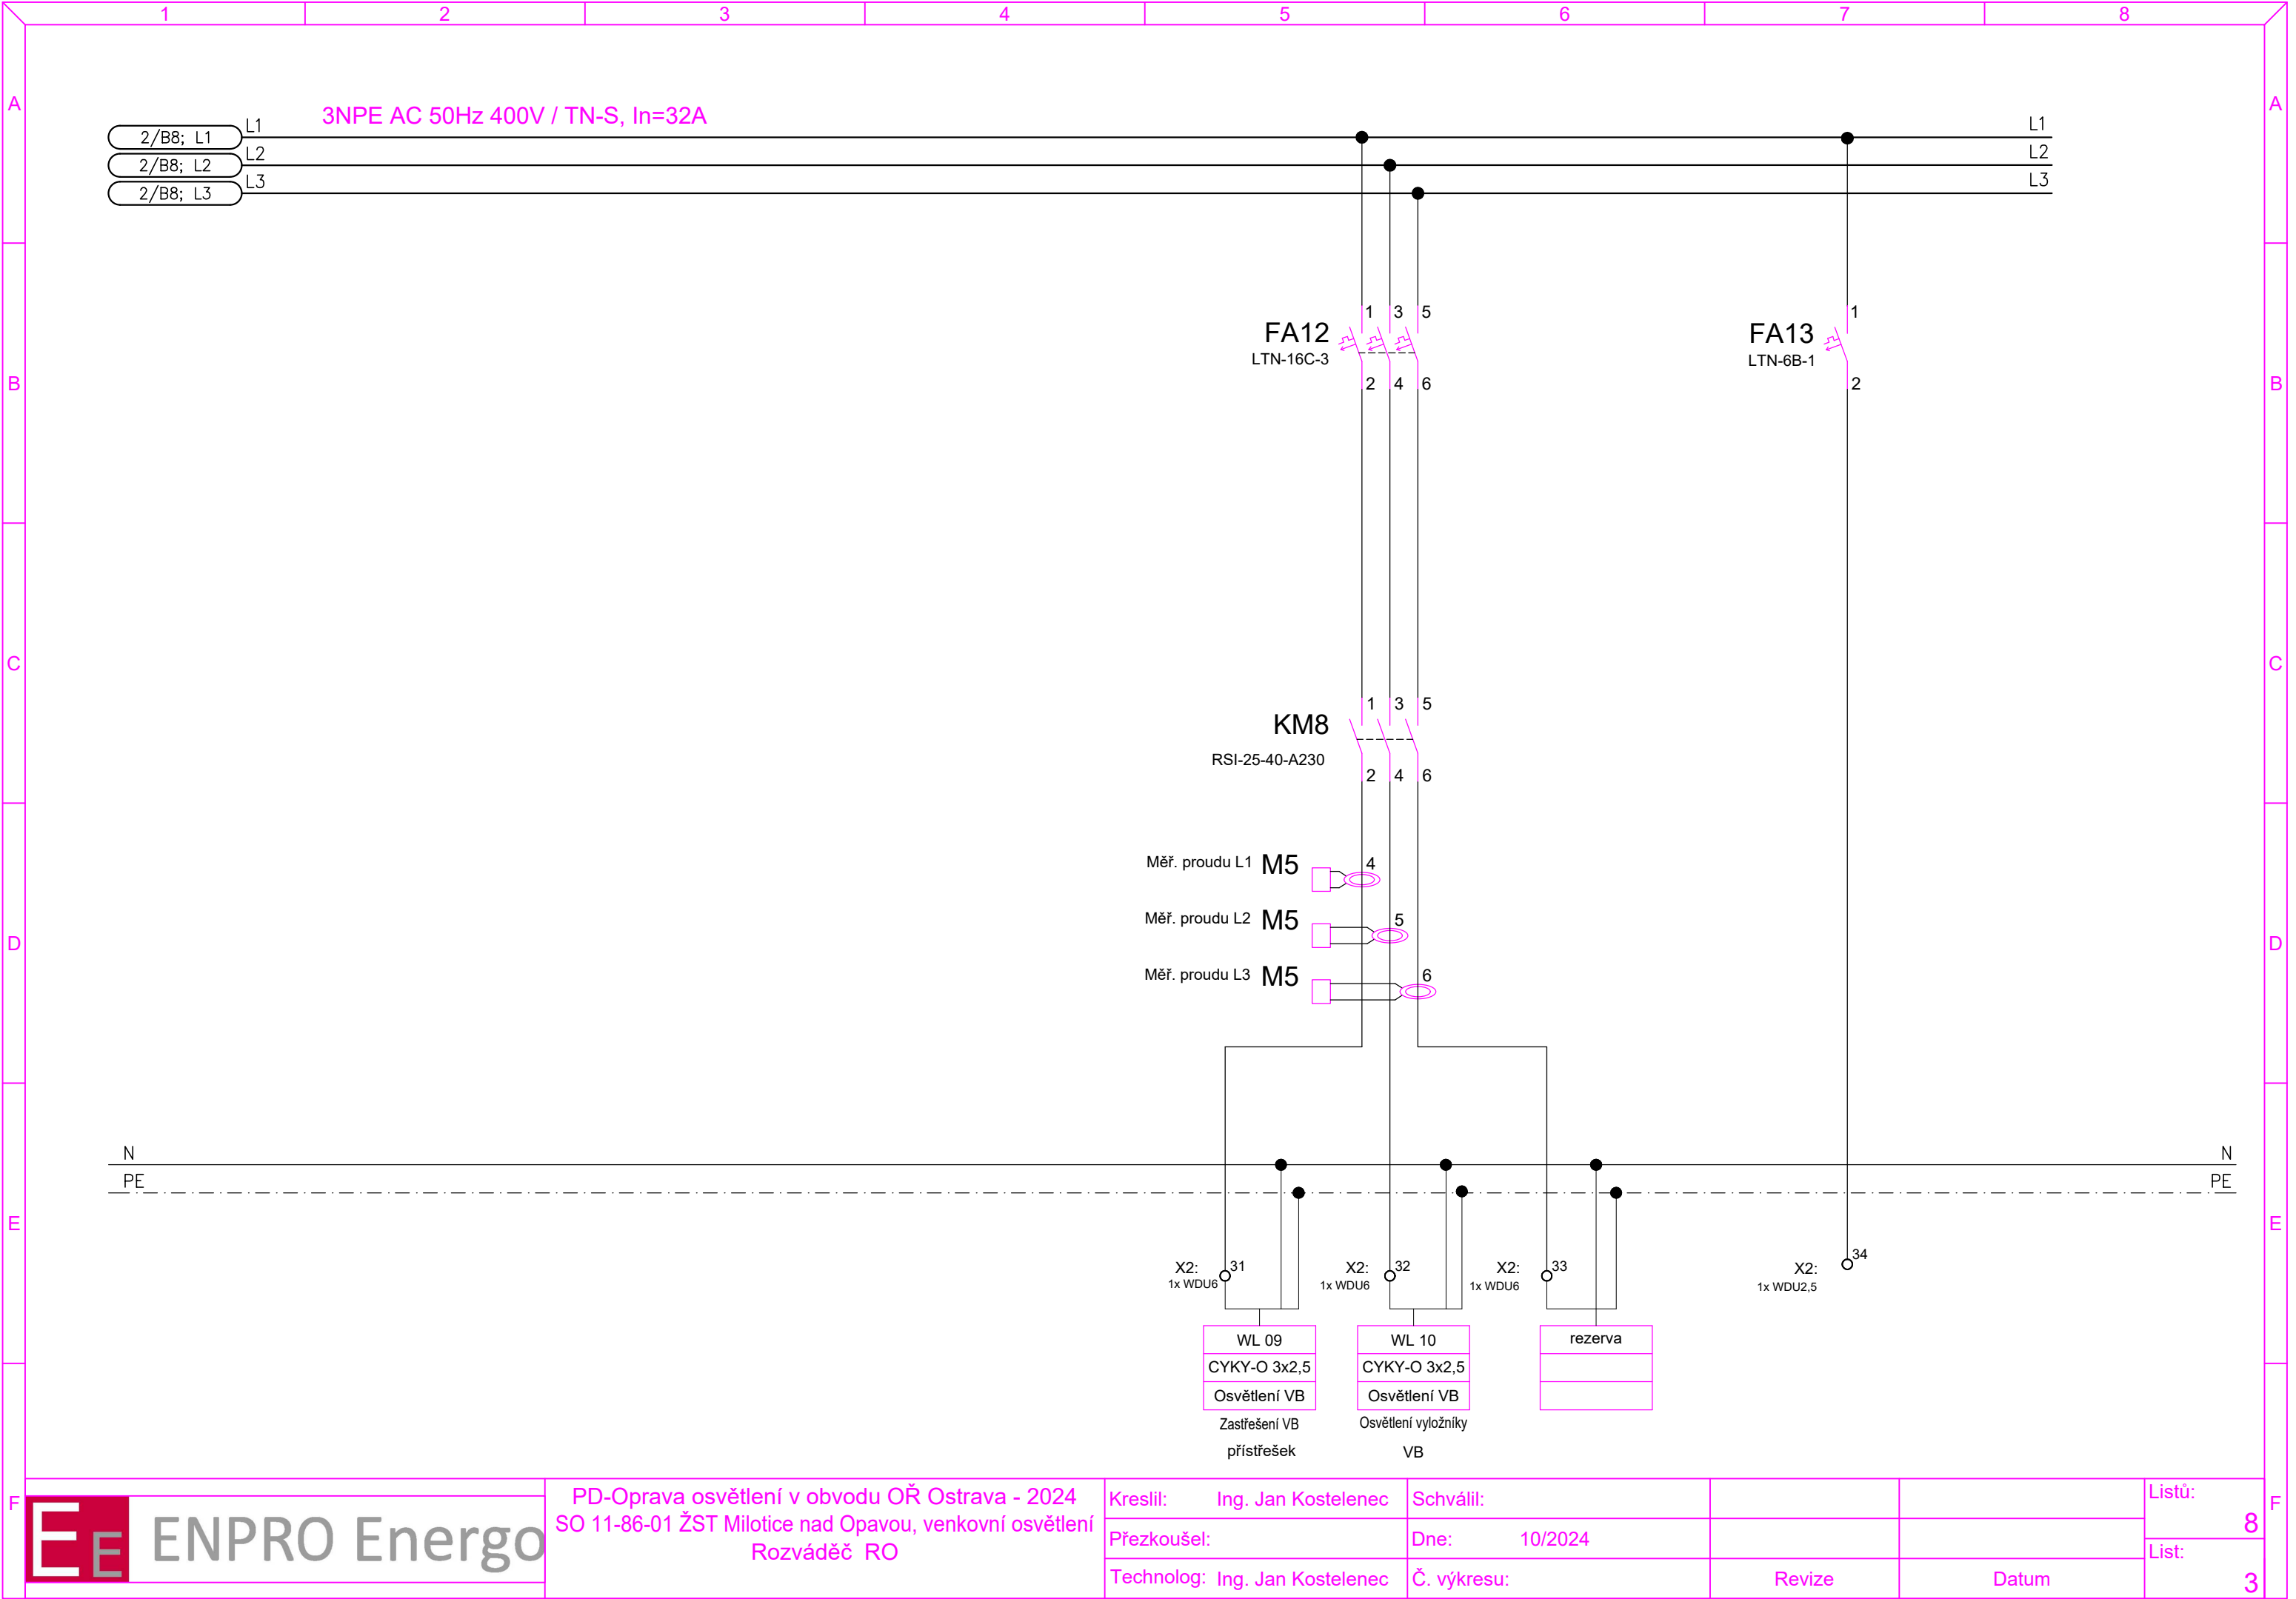 1 2 3 4 5 6 7 8
A A
3NPE AC 50Hz 400V / TN-S, In=32A
2/B8; L1 L1 L1
2/B8; L2 L2 L2
2/B8; L3 L3 L3
B B
1 3 5
FA12
LTN-16C-3
2 4 6
1
FA13
LTN-6B-1
2
C C
1 3 5
KM8
RSI-25-40-A230
2 4 6
D D
Měř. proudu L1 M5 4
Měř. proudu L2 M5 5
Měř. proudu L3 M5 6
N N
PE PE
E E
X2: 31
1x WDU6
X2: 32
1x WDU6
X2: 33
1x WDU6
X2: 34
1x WDU2,5
WL 09
CYKY-O 3x2,5
Osvětlení VB
Zastřešení VB
přístřešek
WL 10
CYKY-O 3x2,5
Osvětlení VB
Osvětlení vyložníky
VB
rezerva
F F
EE ENPRO Energo
PD-Oprava osvětlení v obvodu OŘ Ostrava - 2024
SO 11-86-01 ŽST Milotice nad Opavou, venkovní osvětlení
Rozváděč RO
Kreslil: Ing. Jan Kostelenec
Přezkoušel:
Technolog: Ing. Jan Kostelenec
Schválil:
Dne: 10/2024
Č. výkresu:
Revize Datum
Listů:
8
List:
3